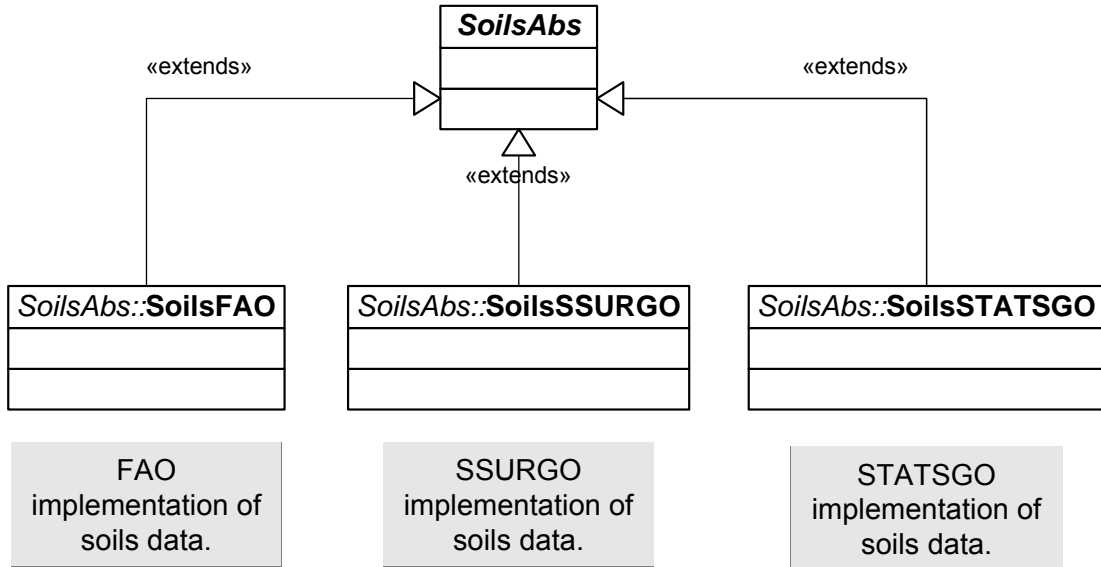 SoilsAbs
«extends»
«extends»
«extends»
SoilsAbs::SoilsFAO
SoilsAbs::SoilsSSURGO
SoilsAbs::SoilsSTATSGO
FAO
implementation of
soils data.
SSURGO
implementation of
soils data.
STATSGO
implementation of
soils data.